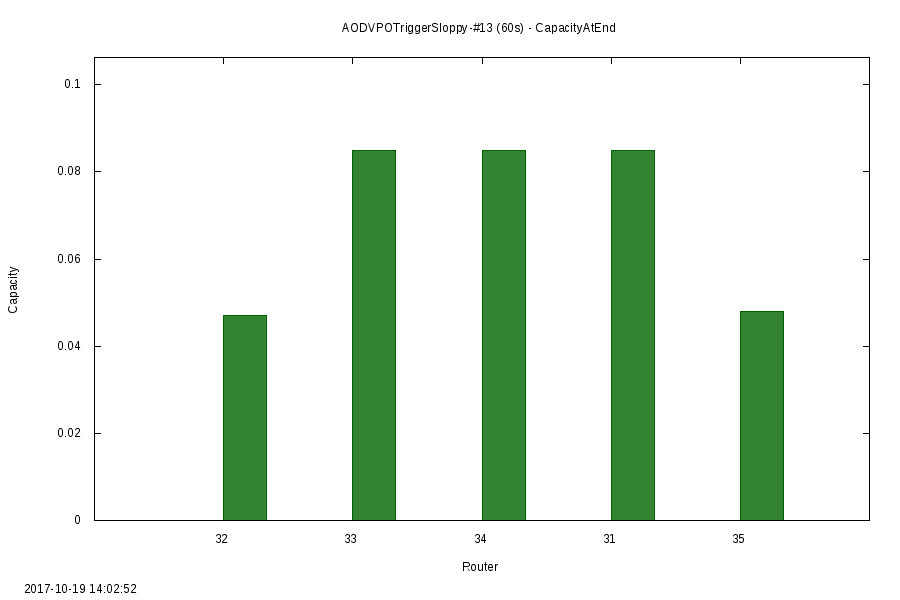 AODVPOTriggerSloppy-#13 (60s) - CapacityAtEnd
0.1
0.08
0.06
0.04
0.02
0
Capacity
32 33 34 31 35
Router
2017-10-19 14:02:52